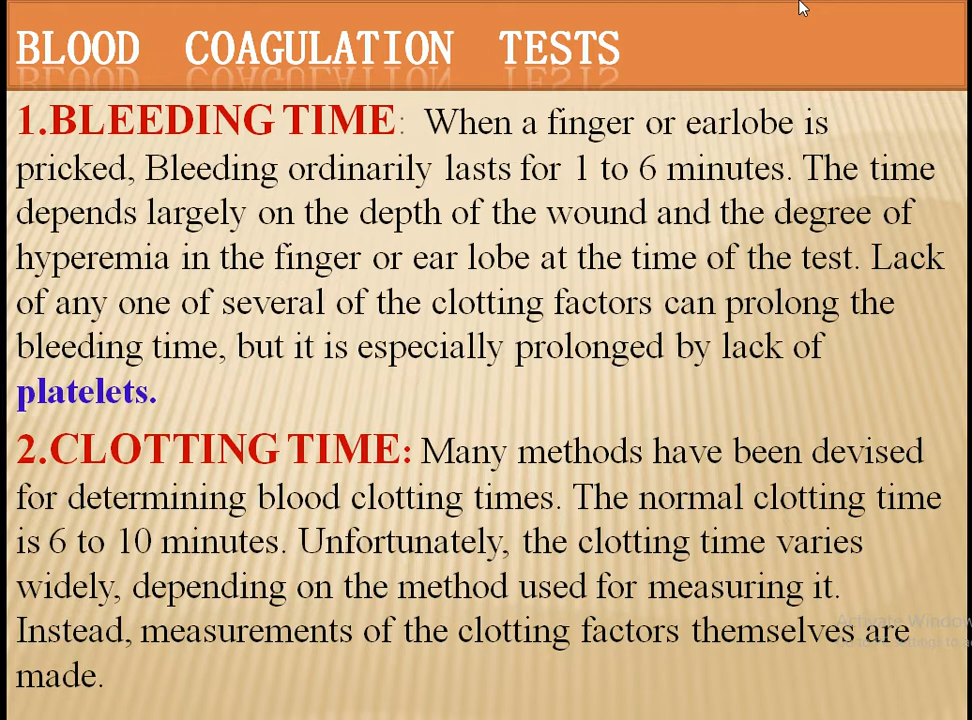 BLOOD COAGULATION TESTS
1.BLEEDING TIME: When a finger or earlobe is
pricked, Bleeding ordinarily lasts for 1 to 6 minutes. The time
depends largely on the depth of the wound and the degree of
hyperemia in the finger or ear lobe at the time of the test. Lack
of any one of several of the clotting factors can prolong the
bleeding time, but it is especially prolonged by lack of
platelets.
2.CLOTTING TIME: Many methods have been devised
for determining blood clotting times. The normal clotting time
is 6 to 10 minutes. Unfortunately, the clotting time varies
widely, depending on the method used for measuring it.
Instead, measurements of the clotting factors themselves are
made.
Activate Window